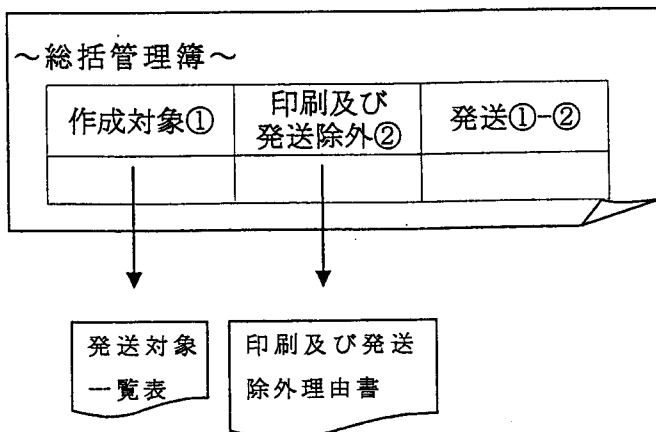 ～総括管理簿～
作成対象①
印刷及び
発送除外②
発送①-②
発送対象
一覧表
印刷及び発送
除外理由書